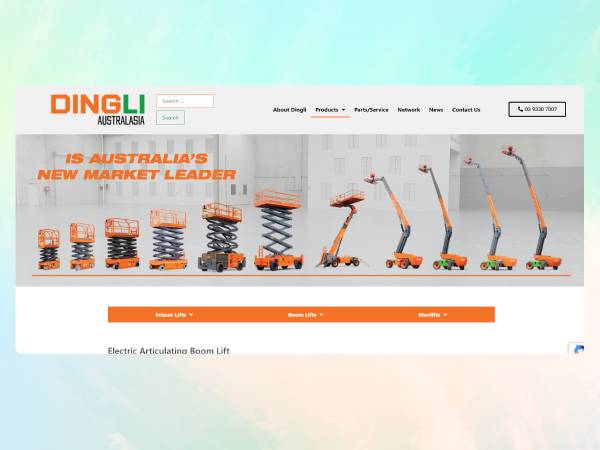 DINGLI
AUSTRALASIA
Search ...
Search
About Dingli
Products
Parts/Service
Network
News
Contact Us
03 9330 7007
IS AUSTRALIA'S
NEW MARKET LEADER
Scissor Lifts
Boom Lifts
Manlifts
Electric Articulating Boom Lift